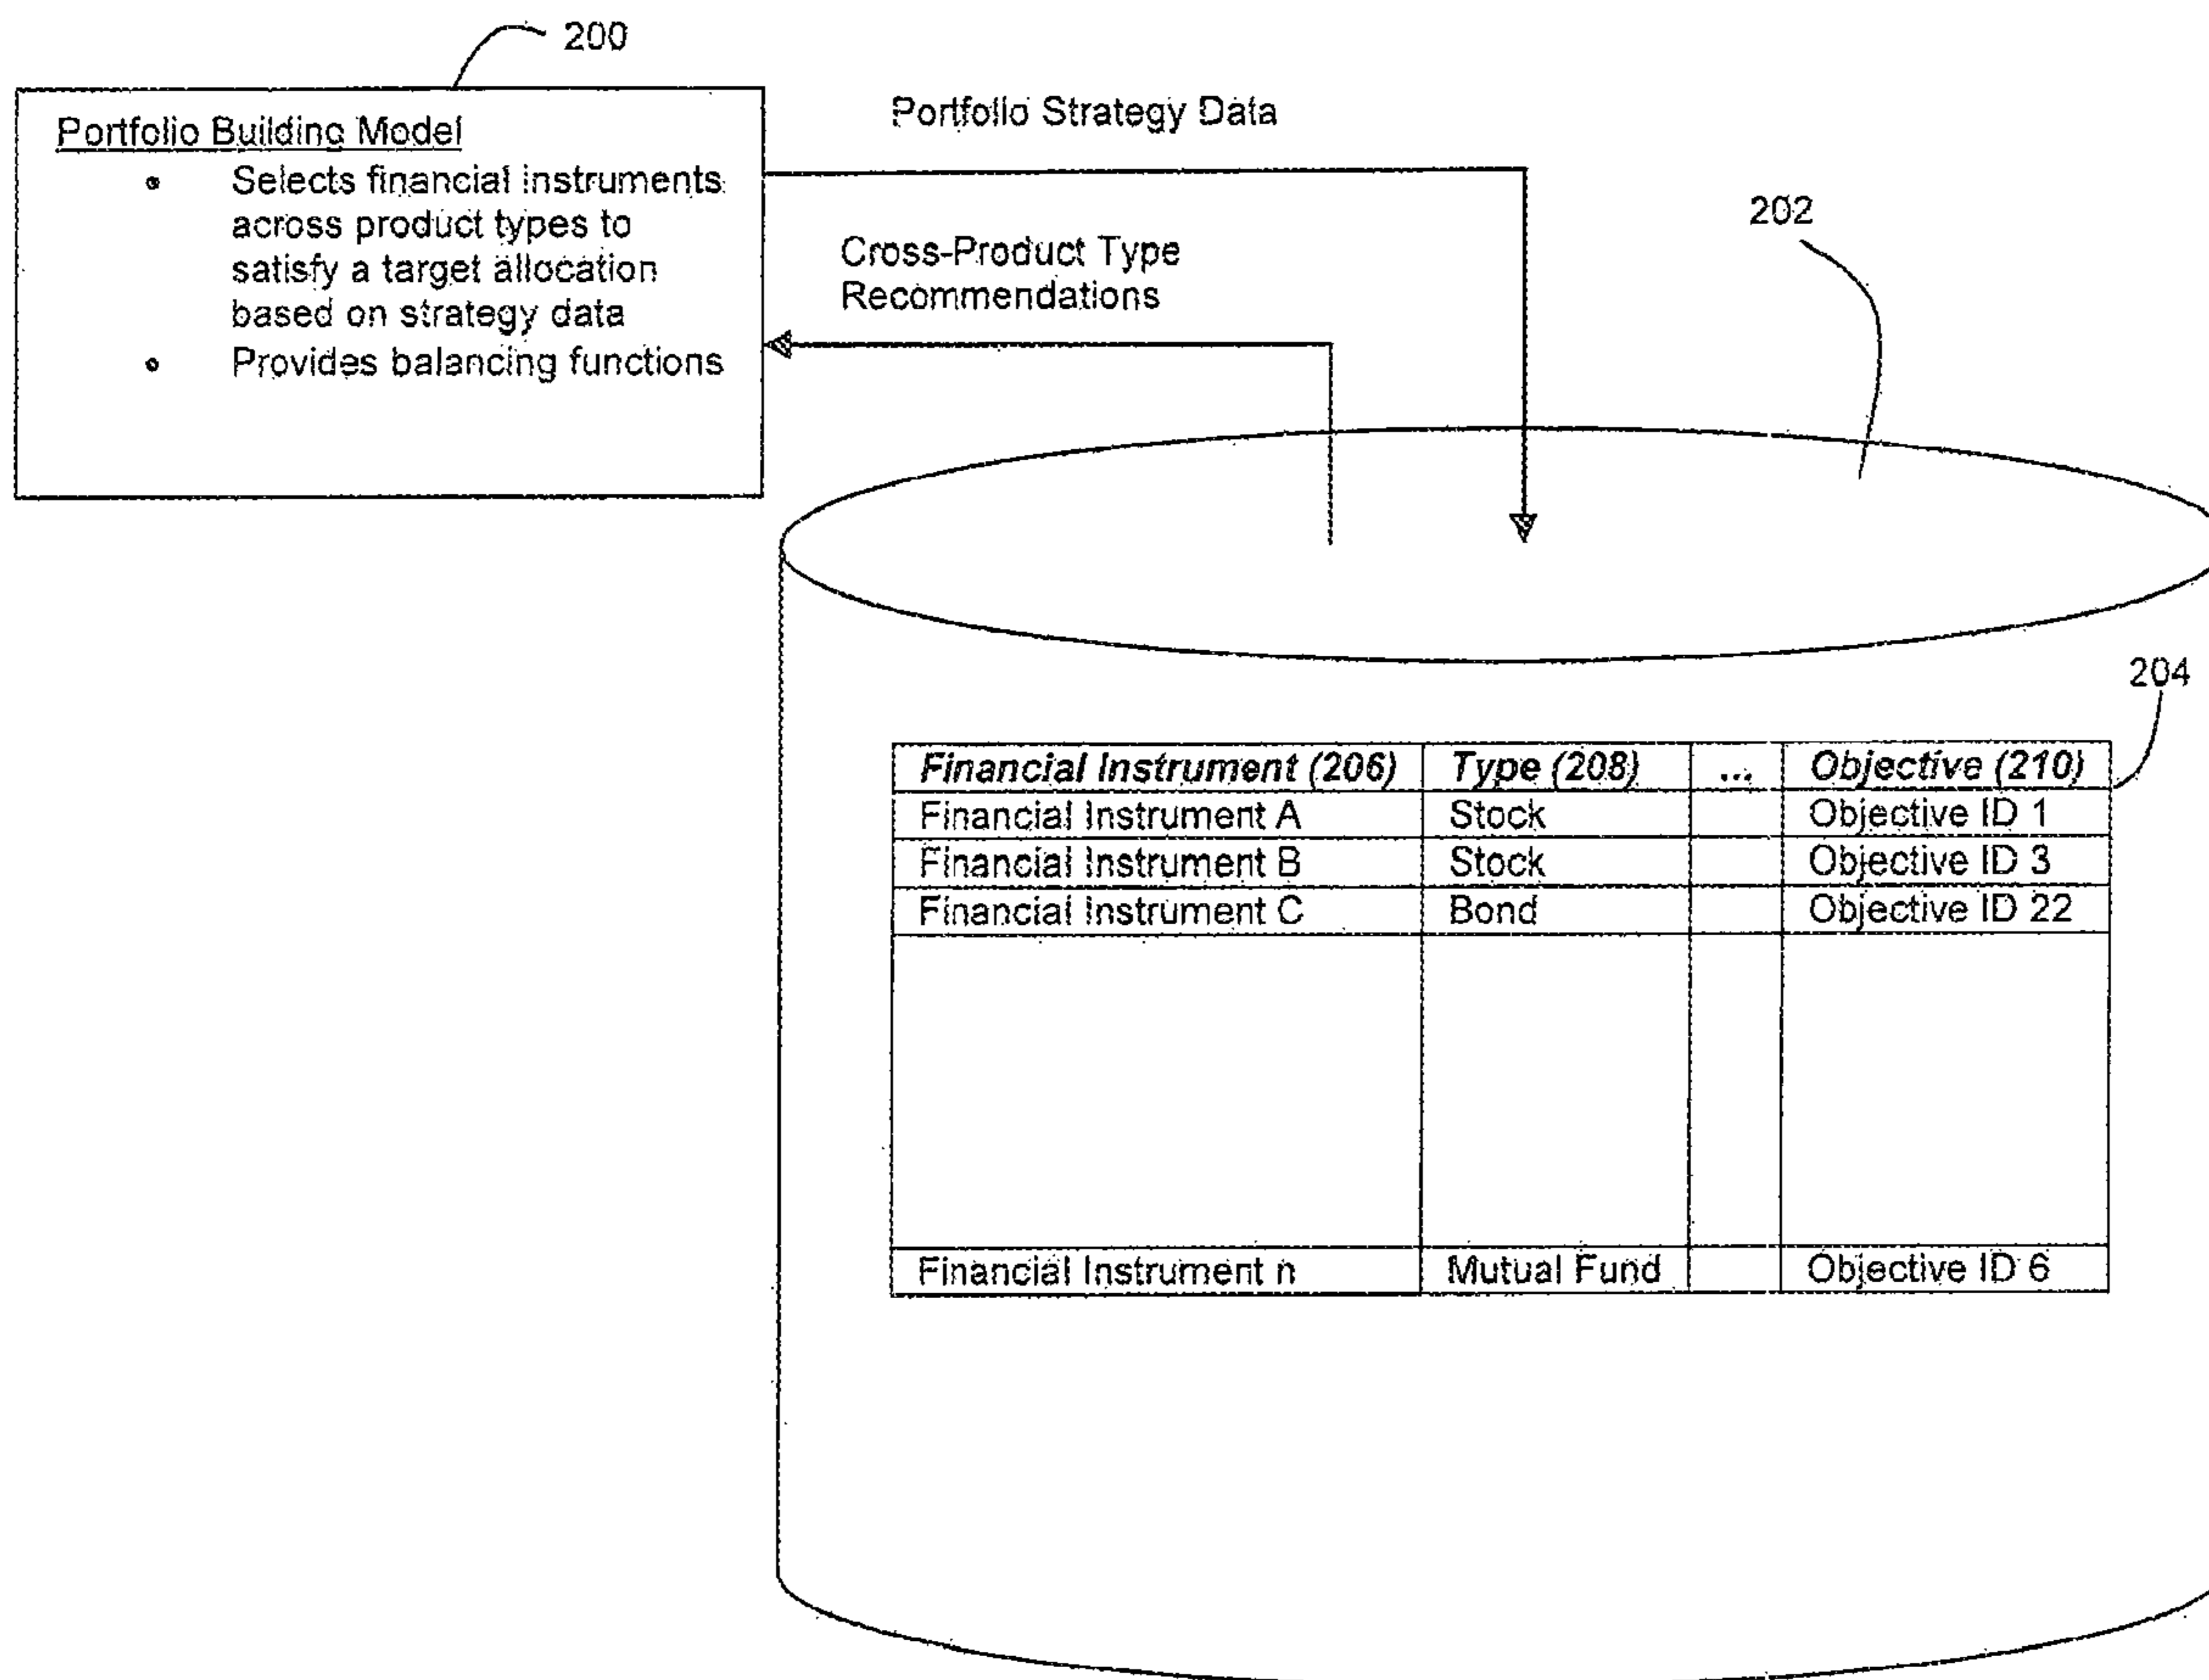 200
Portfolio Building Model
• Selects financial instruments
across product types to
satisfy a target allocation
based on strategy data
• Provides balancing functions
Portfolio Strategy Data
Cross-Product Type
Recommendations
202
204
Financial Instrument (206) Type (208) ... Objective (210)
Financial Instrument A Stock Objective ID 1
Financial Instrument B Stock Objective ID 3
Financial Instrument C Bond Objective ID 22
Financial Instrument n Mutual Fund Objective ID 6